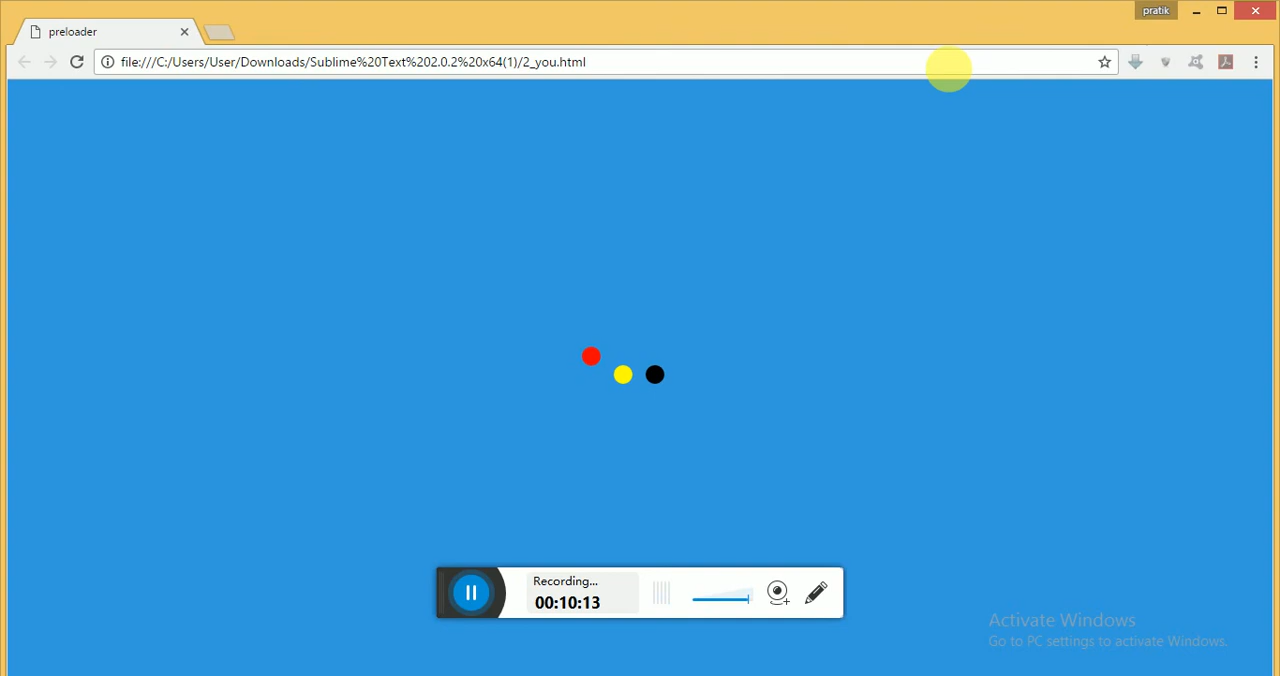 pratik
preloader
file:///C:/Users/User/Downloads/Sublime%20Text%202.0.2%20x64(1)/2_you.html
Recording...
00:10:13
Activate Windows
Go to PC settings to activate Windows.